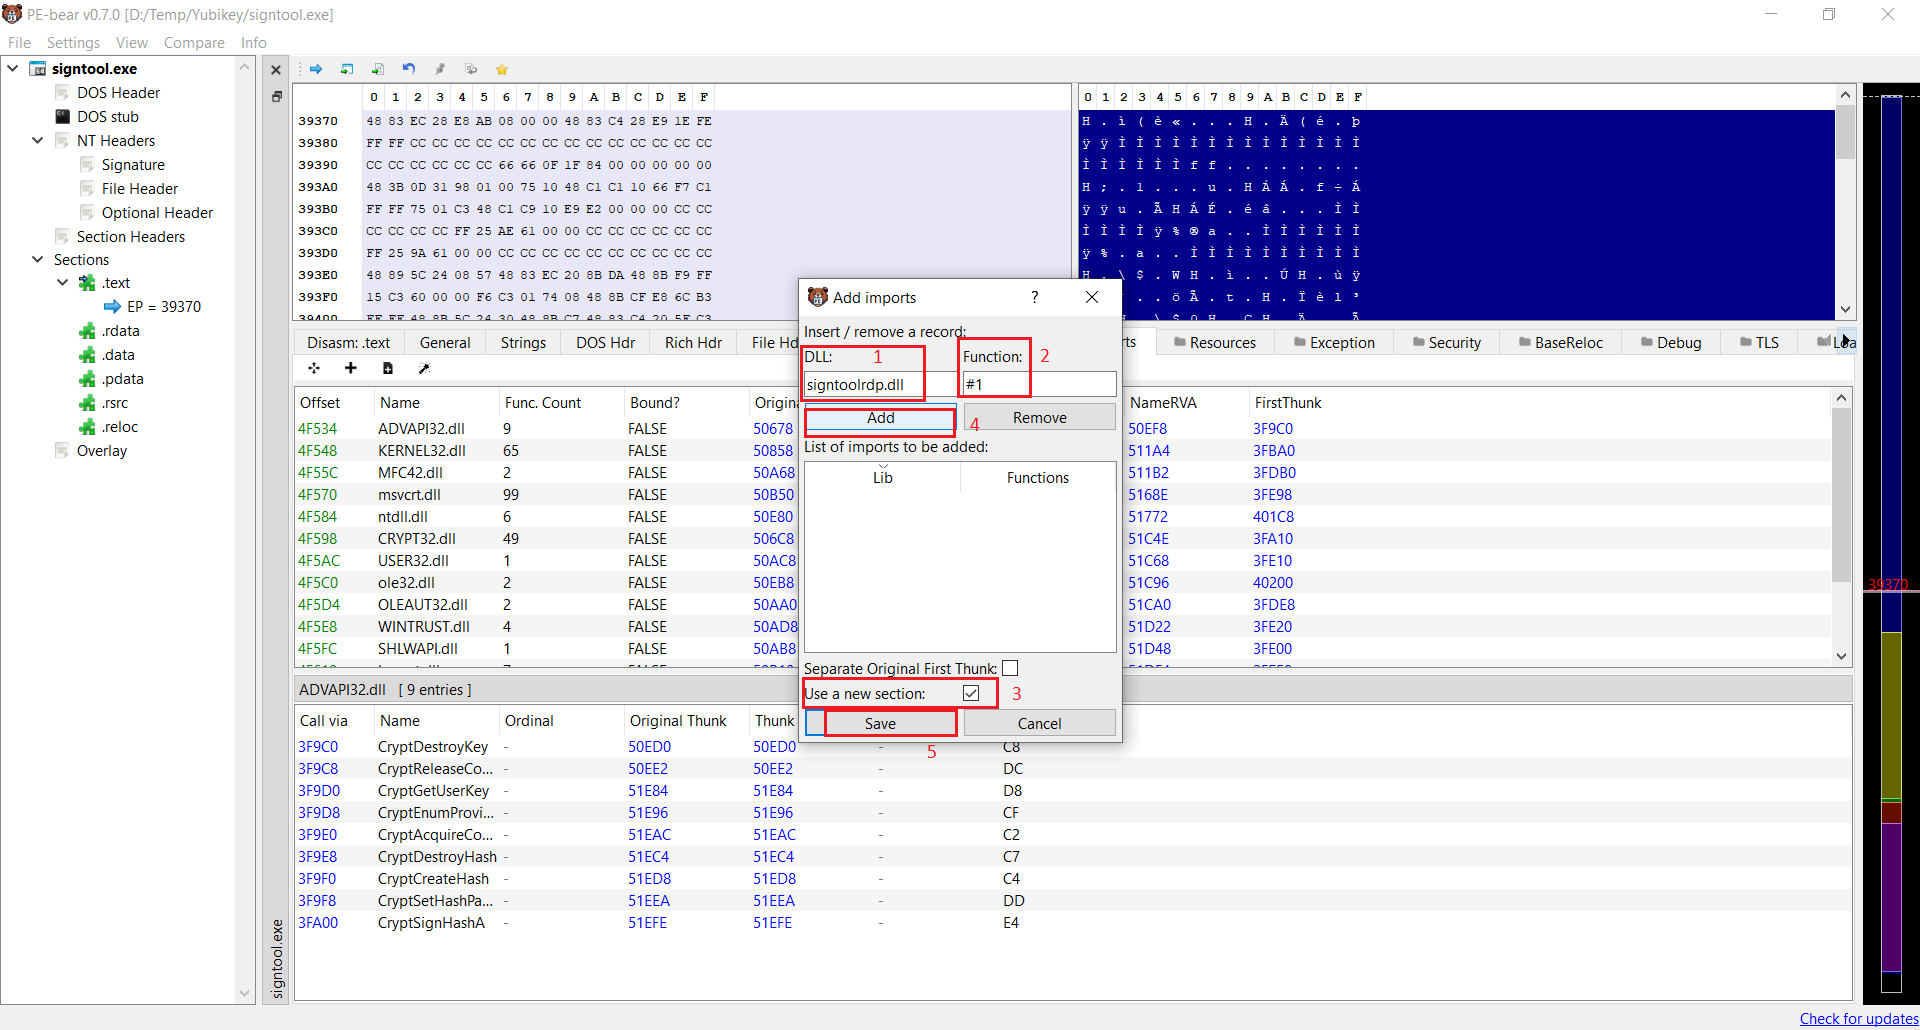 PE-bear v0.7.0 [D:/Temp/Yubikey/signtool.exe]
File Settings View Compare Info
signtool.exe
DOS Header
DOS stub
NT Headers
Signature
File Header
Optional Header
Section Headers
Sections
.text
EP = 39370
.rdata
.data
.pdata
.rsrc
.reloc
Overlay
signtool.exe
0 1 2 3 4 5 6 7 8 9 A B C D E F
39370 48 83 EC 28 E8 AB 08 00 00 48 83 C4 28 E9 1E FE
39380 FF FF CC CC CC CC CC CC CC CC CC CC CC CC CC CC
39390 CC CC CC CC CC CC 66 66 0F 1F 84 00 00 00 00 00
393A0 48 3B 0D 31 98 01 00 75 10 48 C1 C1 10 66 F7 C1
393B0 FF FF 75 01 C3 48 C1 C9 10 E9 E2 00 00 00 CC CC
393C0 CC CC CC CC FF 25 AE 61 00 00 CC CC CC CC CC CC
393D0 FF 25 9A 61 00 00 CC CC CC CC CC CC CC CC CC CC
393E0 48 89 5C 24 08 57 48 83 EC 20 8B DA 48 8B F9 FF
393F0 15 C3 60 00 00 F6 C3 01 74 08 48 8B CF E8 6C B3
39400 FF FF 48 8B 5C 24 30 48 8B C7 48 83 C4 20 5F C3
0 1 2 3 4 5 6 7 8 9 A B C D E F
H . ì ( è « . . . H . Ä ( é . þ
ÿ ÿ Ì Ì Ì Ì Ì Ì Ì Ì Ì Ì Ì Ì Ì Ì
Ì Ì Ì Ì Ì Ì f f . . . . . . . .
H ; . 1 . . . u . H Á Á . f ÷ Á
ÿ ÿ u . Ã H Á É . é â . . . Ì Ì
Ì Ì Ì Ì ÿ % ® a . . Ì Ì Ì Ì Ì Ì
ÿ % . a . . Ì Ì Ì Ì Ì Ì Ì Ì Ì Ì
H . \ $ . W H . ì . . Ú H . ù ÿ
. . ö Ã . t . H . Ï è l ³
Disasm: .text General Strings DOS Hdr Rich Hdr File Hd rts Resources Exception Security BaseReloc Debug TLS Loa
Offset Name Func. Count Bound? Origina NameRVA FirstThunk
4F534 ADVAPI32.dll 9 FALSE 50678 50EF8 3F9C0
4F548 KERNEL32.dll 65 FALSE 50858 511A4 3FBA0
4F55C MFC42.dll 2 FALSE 50A68 511B2 3FDB0
4F570 msvcrt.dll 99 FALSE 50B50 5168E 3FE98
4F584 ntdll.dll 6 FALSE 50E80 51772 401C8
4F598 CRYPT32.dll 49 FALSE 506C8 51C4E 3FA10
4F5AC USER32.dll 1 FALSE 50AC8 51C68 3FE10
4F5C0 ole32.dll 2 FALSE 50EB8 51C96 40200
4F5D4 OLEAUT32.dll 2 FALSE 50AA0 51CA0 3FDE8
4F5E8 WINTRUST.dll 4 FALSE 50AD8 51D22 3FE20
4F5FC SHLWAPI.dll 1 FALSE 50AB8 51D48 3FE00
ADVAPI32.dll [ 9 entries ]
Call via Name Ordinal Original Thunk Thunk
3F9C0 CryptDestroyKey - 50ED0 50ED0 - C8
3F9C8 CryptReleaseCo... - 50EE2 50EE2 - DC
3F9D0 CryptGetUserKey - 51E84 51E84 - D8
3F9D8 CryptEnumProvi... - 51E96 51E96 - CF
3F9E0 CryptAcquireCo... - 51EAC 51EAC - C2
3F9E8 CryptDestroyHash - 51EC4 51EC4 - C7
3F9F0 CryptCreateHash - 51ED8 51ED8 - C4
3F9F8 CryptSetHashPa... - 51EEA 51EEA - DD
3FA00 CryptSignHashA - 51EFE 51EFE - E4
Add imports ?
Insert / remove a record:
DLL: 1 Function: 2
signtoolrdp.dll #1
Add 4 Remove
List of imports to be added:
Lib Functions
Separate Original First Thunk:
Use a new section: 3
Save Cancel
5
39370
Check for updates